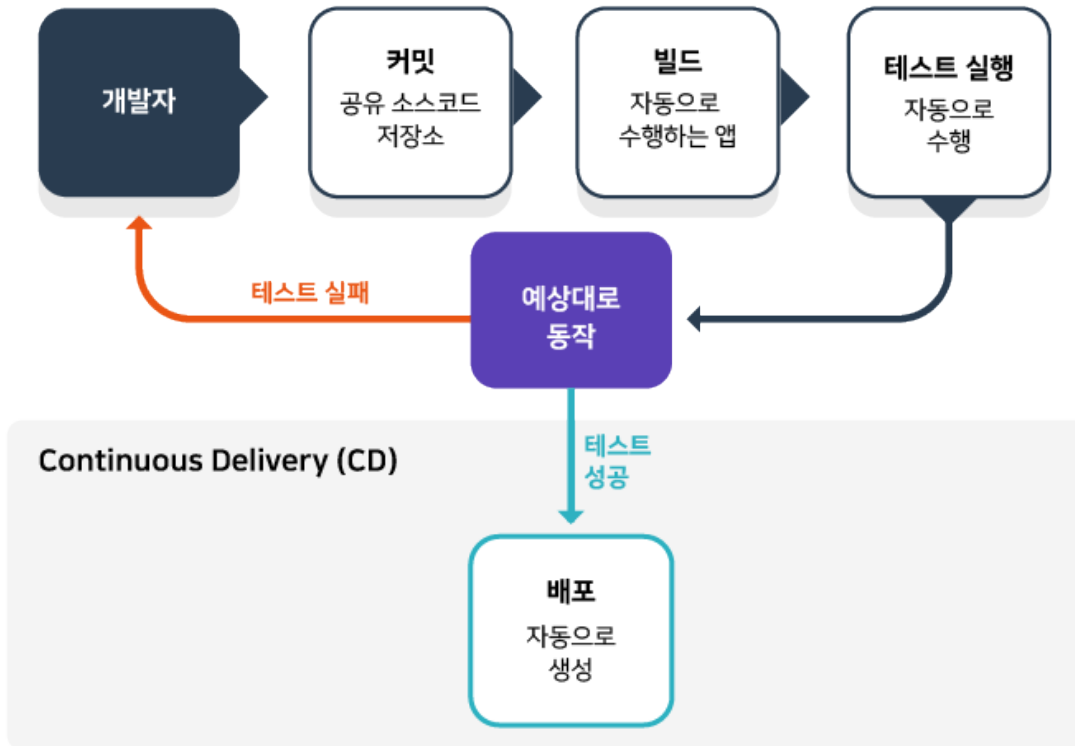 개발자
커밋
공유 소스코드
저장소
빌드
자동으로
수행하는 앱
테스트 실행
자동으로
수행
테스트 실패
예상대로
동작
Continuous Delivery (CD)
테스트
성공
배포
자동으로
생성